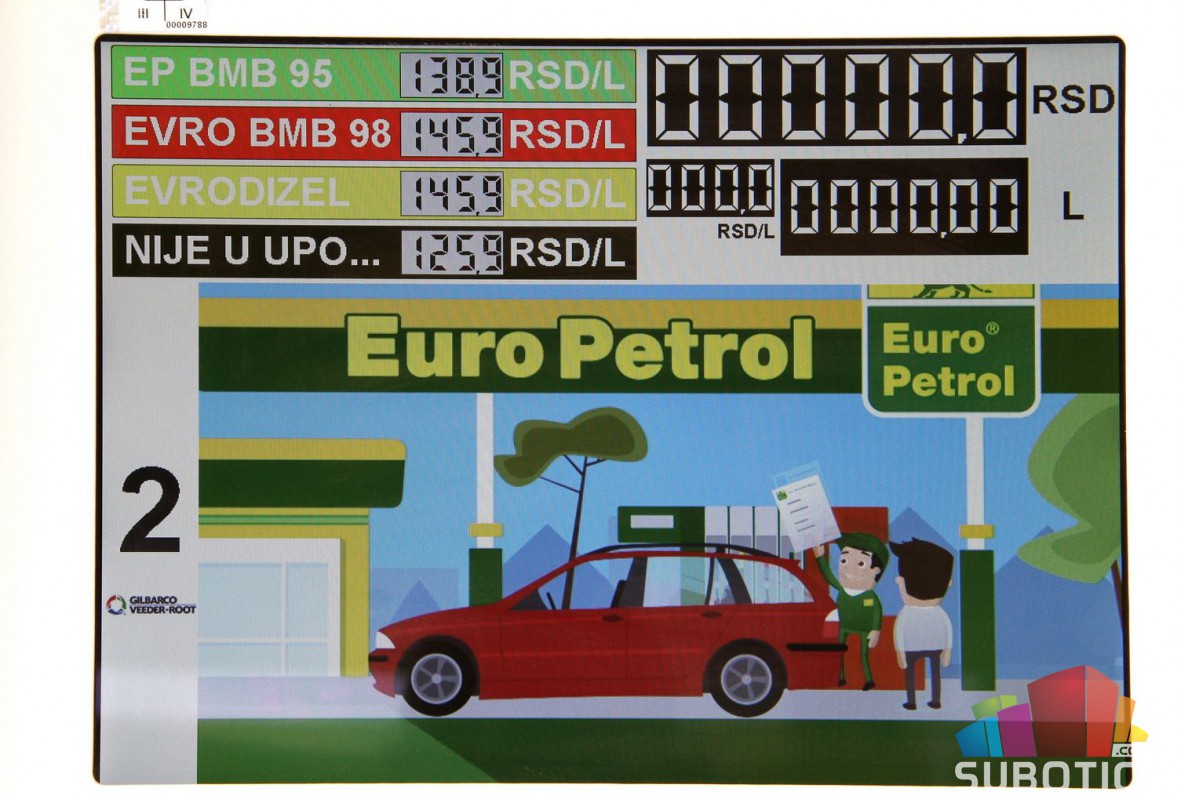 III IV
00009788
EP BMB 95 138,9 RSD/L
EVRO BMB 98 145,9 RSD/L
EVRODIZEL 145,9 RSD/L
NIJE U UPO... 125,9 RSD/L
00000,0 RSD
000,0
RSD/L
0000,00 L
Euro Petrol
Euro®
Petrol
2
GILBARCO
VEEDER-ROOT
.co
SUBOTIC